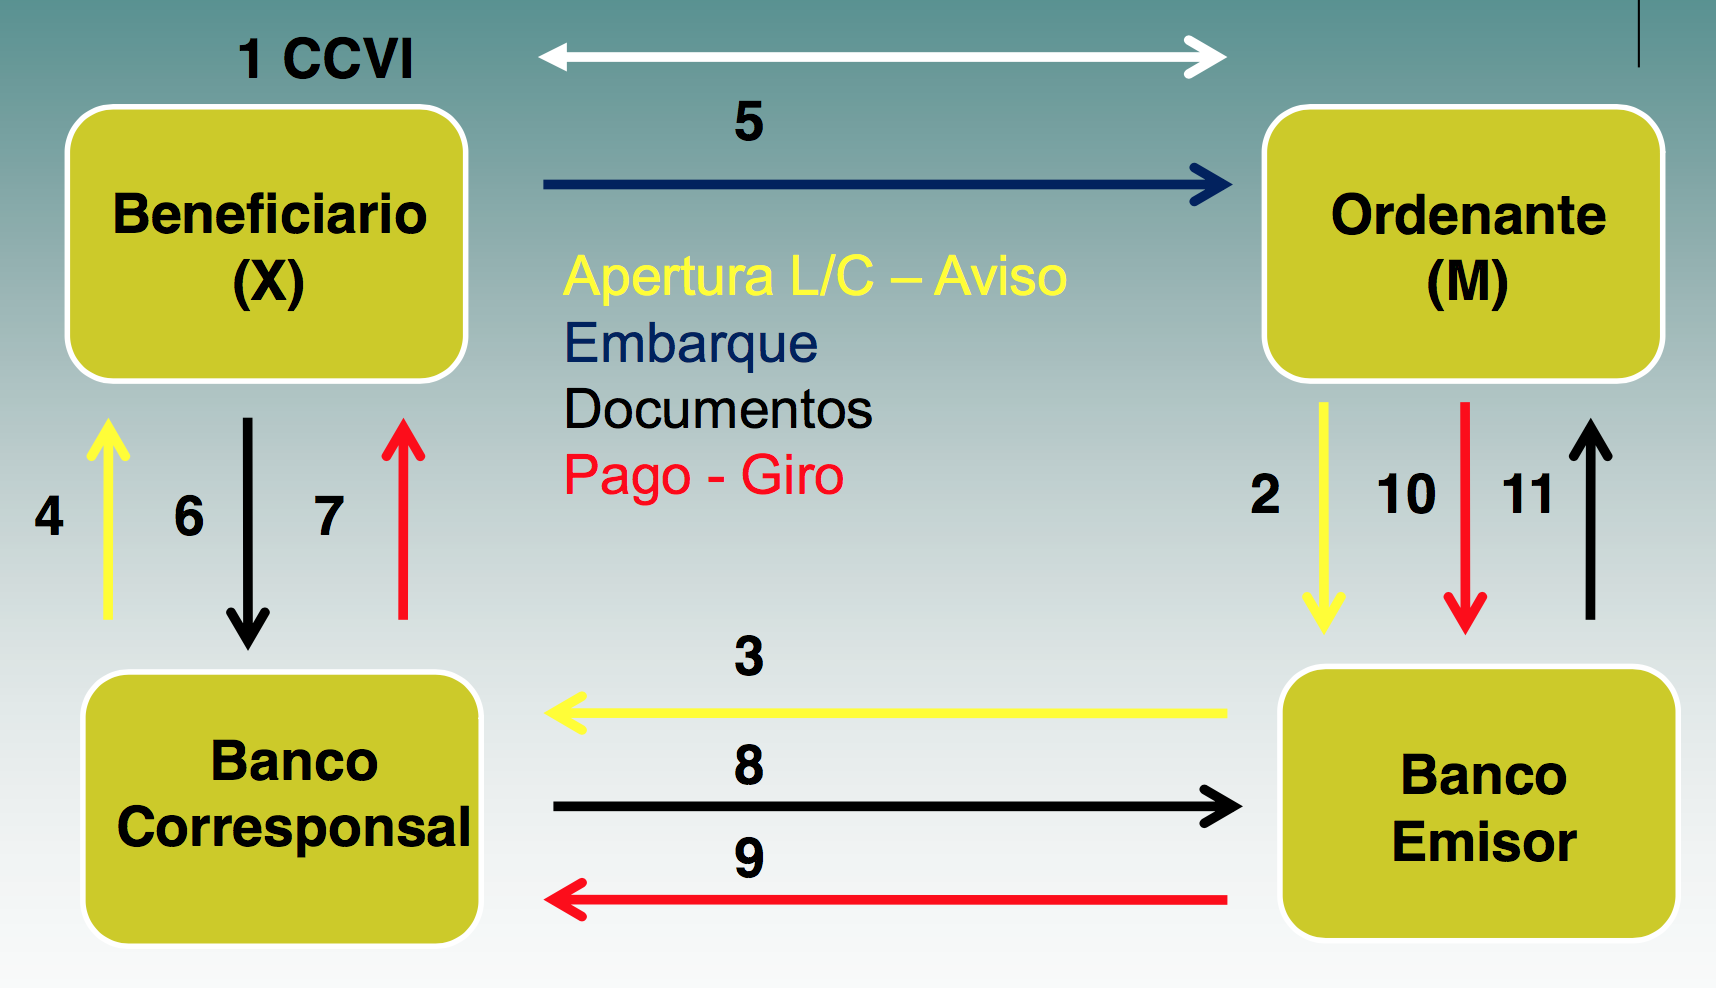 1 CCVI
5
Beneficiario
(X)
Ordenante
(M)
Apertura L/C – Aviso
Embarque
Documentos
Pago - Giro
4
6
7
2
10
11
3
8
9
Banco
Corresponsal
Banco
Emisor